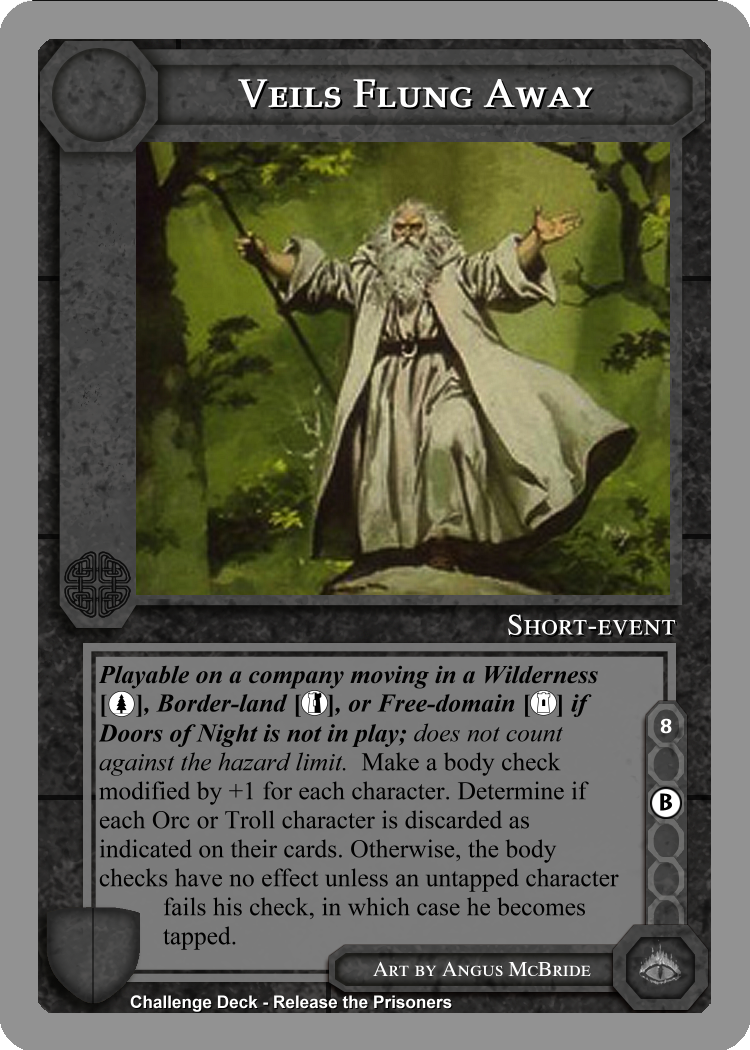 Veils Flung Away
Short-event
Playable on a company moving in a Wilderness
[], Border-land [], or Free-domain [] if
Doors of Night is not in play; does not count
against the hazard limit. Make a body check
modified by +1 for each character. Determine if
each Orc or Troll character is discarded as
indicated on their cards. Otherwise, the body
checks have no effect unless an untapped character
fails his check, in which case he becomes
tapped.
8
B
Art by Angus McBride
Challenge Deck - Release the Prisoners